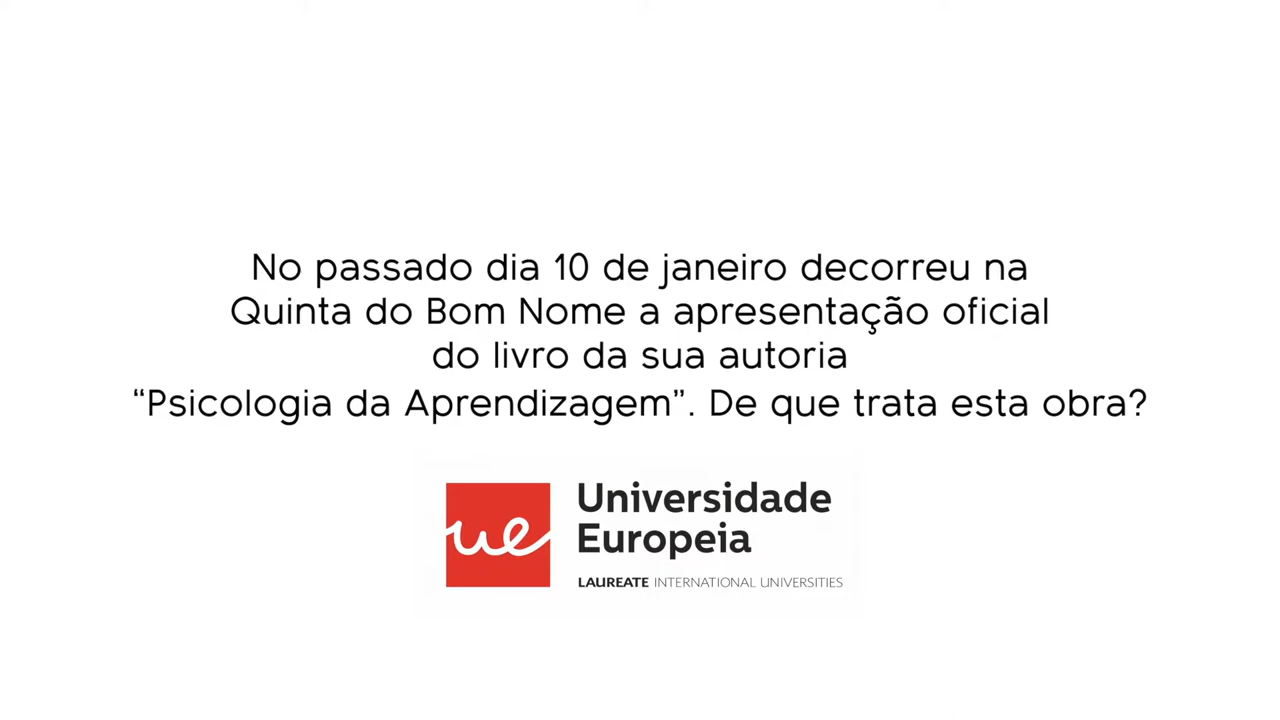 No passado dia 10 de janeiro decorreu na
Quinta do Bom Nome a apresentação oficial
do livro da sua autoria
“Psicologia da Aprendizagem”. De que trata esta obra?
ue
Universidade
Europeia
LAUREATE INTERNATIONAL UNIVERSITIES